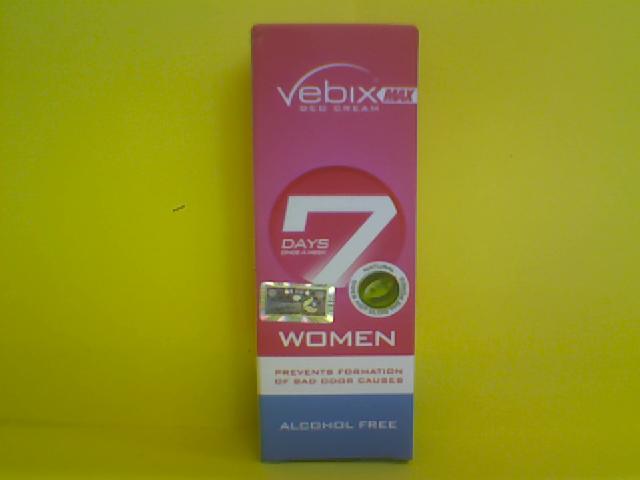 vebix MAX
DEO CREAM
7
DAYS
ONCE A WEEK
NATURAL
WOMEN
PREVENTS FORMATION
OF BAD ODOR CAUSES
ALCOHOL FREE